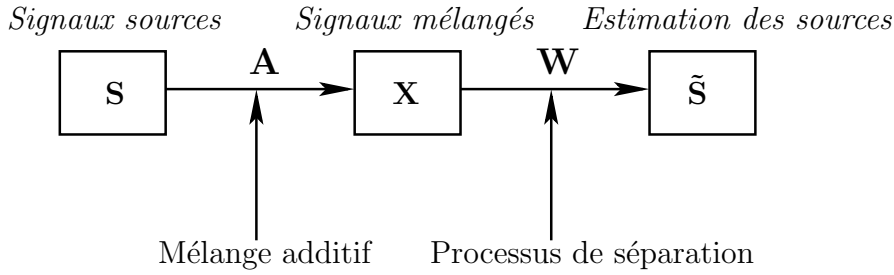 Signaux sources Signaux mélangés Estimation des sources
A W
S X S̃
Mélange additif Processus de séparation